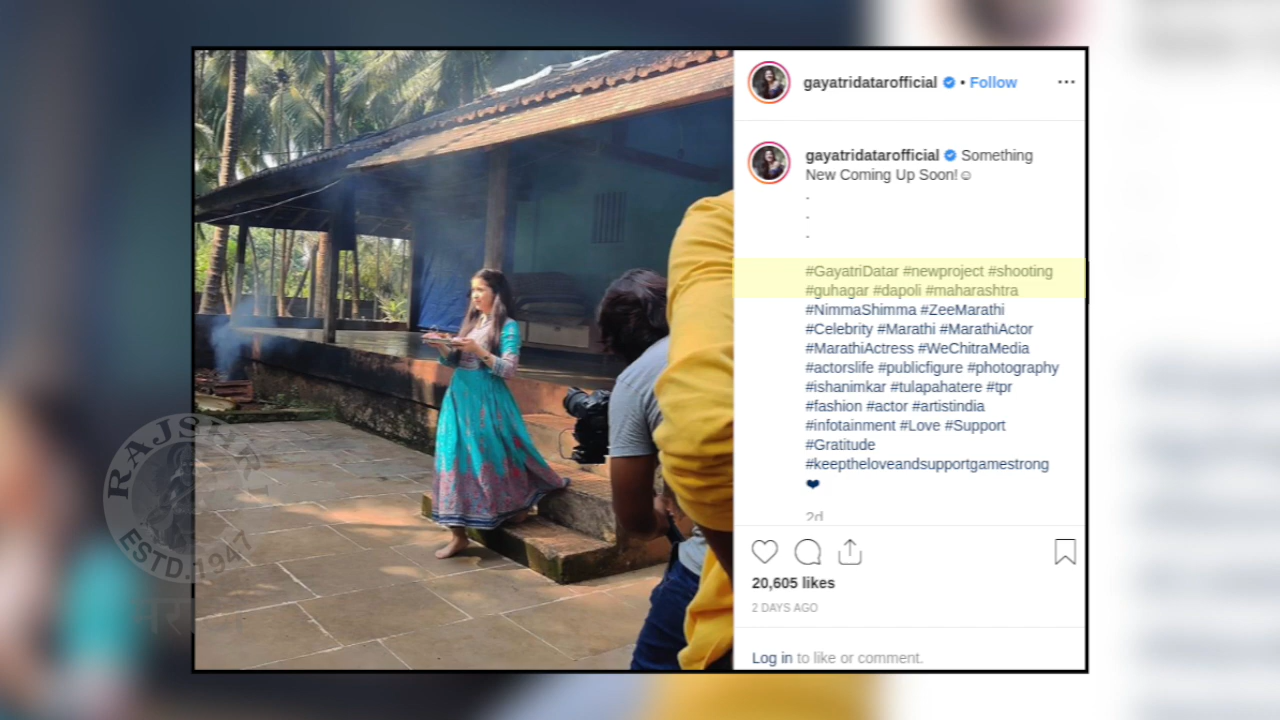 gayatridatarofficial • Follow
gayatridatarofficial Something
New Coming Up Soon!☺
.
.
.
#GayatriDatar #newproject #shooting
#guhagar #dapoli #maharashtra
#NimmaShimma #ZeeMarathi
#Celebrity #Marathi #MarathiActor
#MarathiActress #WeChitraMedia
#actorslife #publicfigure #photography
#ishanimkar #tulapahatere #tpr
#fashion #actor #artistindia
#infotainment #Love #Support
#Gratitude
#keeptheloveandsupportgamestrong
❤
2d
20,605 likes
2 DAYS AGO
Log in to like or comment.
RAJSHRI
ESTD.1947